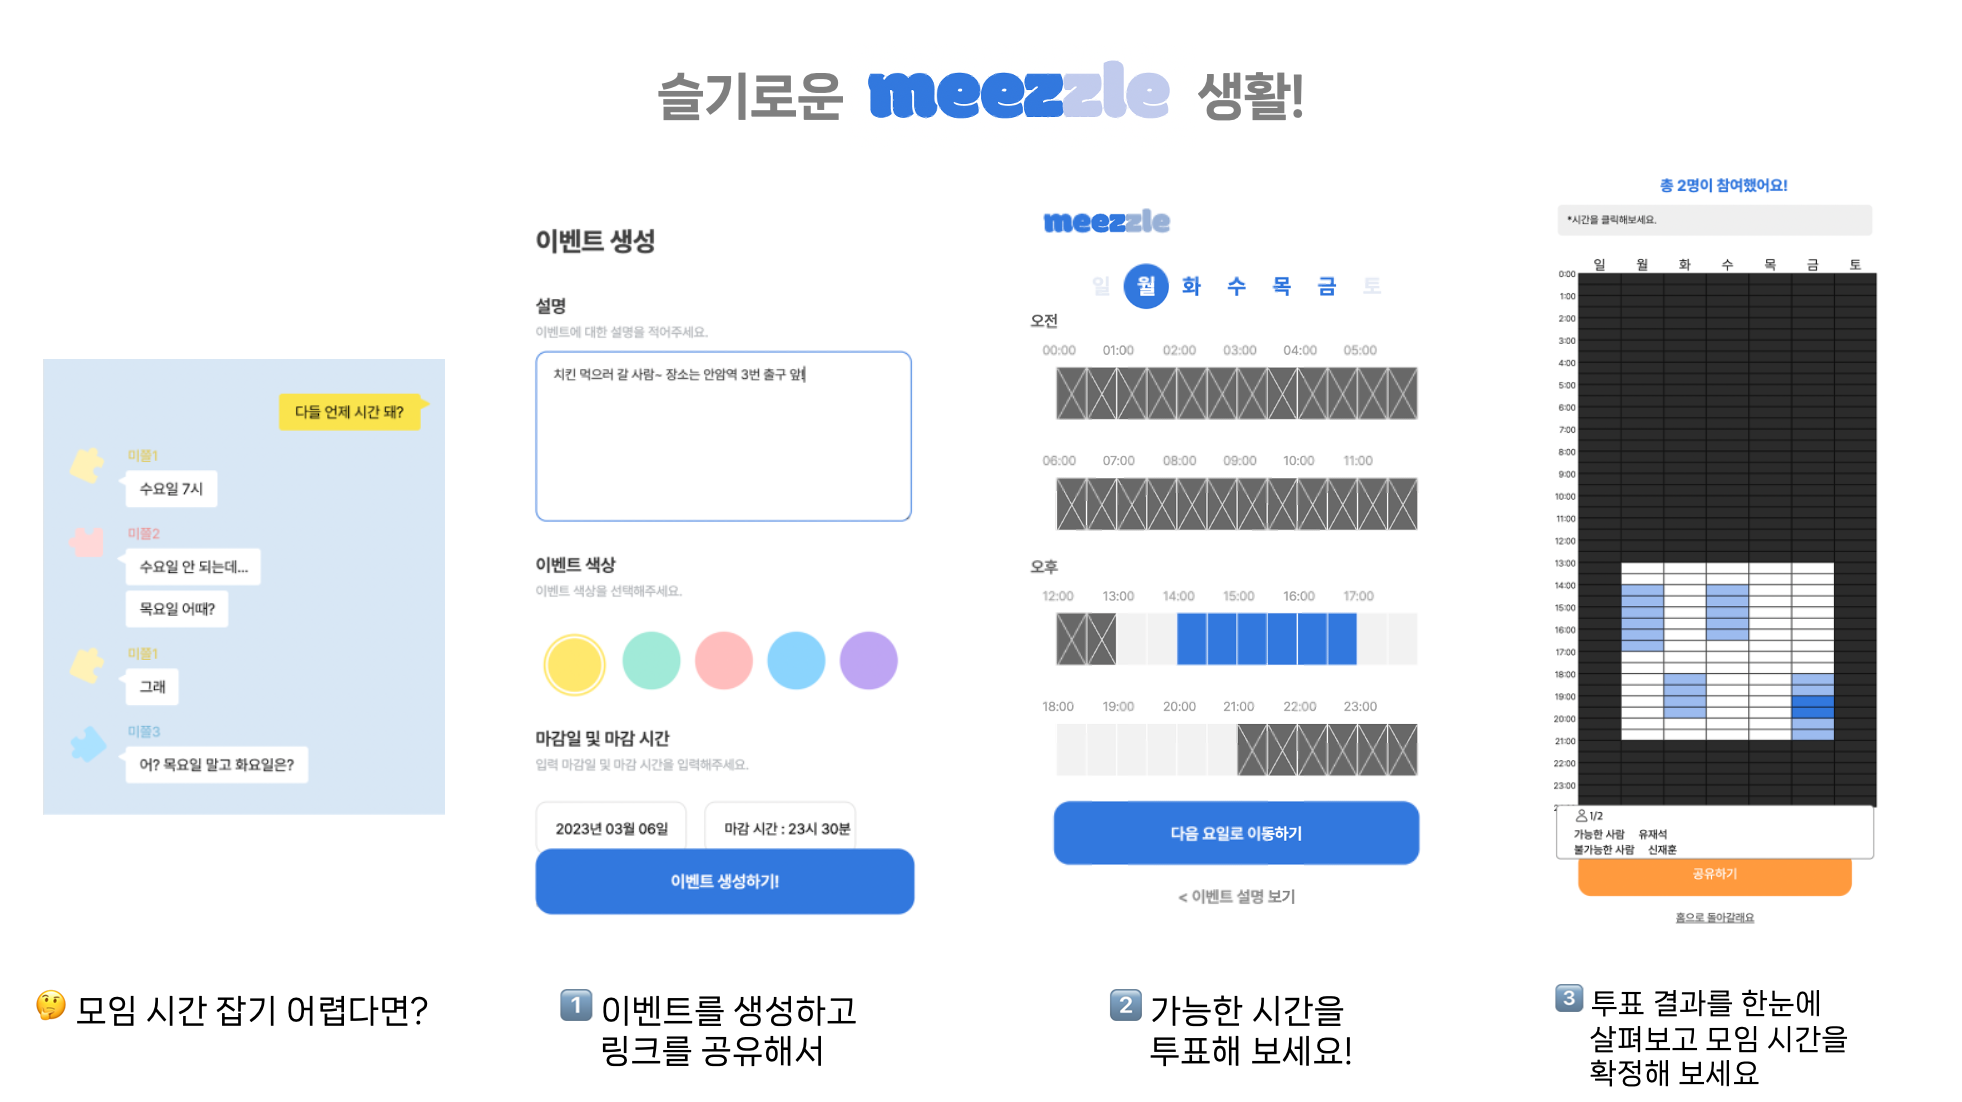 슬기로운 meezzle 생활!
다들 언제 시간 돼?
미쯜1
수요일 7시
미쯜2
수요일 안 되는데...
목요일 어때?
미쯜1
그래
미쯜3
어? 목요일 말고 화요일은?
🤔 모임 시간 잡기 어렵다면?
이벤트 생성
설명
이벤트에 대한 설명을 적어주세요.
치킨 먹으러 갈 사람~ 장소는 안암역 3번 출구 앞!
이벤트 색상
이벤트 색상을 선택해주세요.
마감일 및 마감 시간
입력 마감일 및 마감 시간을 입력해주세요.
2023년 03월 06일 마감 시간 : 23시 30분
이벤트 생성하기!
1 이벤트를 생성하고
링크를 공유해서
meezzle
일 월 화 수 목 금 토
오전
00:00 01:00 02:00 03:00 04:00 05:00
06:00 07:00 08:00 09:00 10:00 11:00
오후
12:00 13:00 14:00 15:00 16:00 17:00
18:00 19:00 20:00 21:00 22:00 23:00
다음 요일로 이동하기
< 이벤트 설명 보기
2 가능한 시간을
투표해 보세요!
총 2명이 참여했어요!
*시간을 클릭해보세요.
일 월 화 수 목 금 토
0:00
1:00
2:00
3:00
4:00
5:00
6:00
7:00
8:00
9:00
10:00
11:00
12:00
13:00
14:00
15:00
16:00
17:00
18:00
19:00
20:00
21:00
22:00
23:00
1/2
가능한 사람 유재석
불가능한 사람 신재훈
공유하기
홈으로 돌아갈래요
3 투표 결과를 한눈에
살펴보고 모임 시간을
확정해 보세요